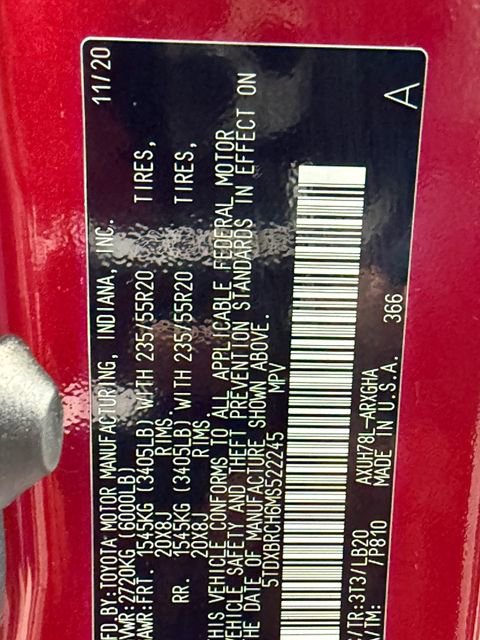 MFD. BY: TOYOTA MOTOR MANUFACTURING, INDIANA, INC. 11/20
VWR: 2720KG (6000LB)
AWR: FRT. 1545KG (3405LB) WITH 235/55R20 TIRES,
20X8J RIMS.
RR. 1545KG (3405LB) WITH 235/55R20 TIRES,
20X8J RIMS.
THIS VEHICLE CONFORMS TO ALL APPLICABLE FEDERAL MOTOR
VEHICLE SAFETY AND THEFT PREVENTION STANDARDS IN EFFECT ON
THE DATE OF MANUFACTURE SHOWN ABOVE.
5TDXBRCH6MS522245 MPV
/TR: 3T3/LB20 AXUH78L-ARXGHA 366
/TM: 7P810 MADE IN U.S.A. A